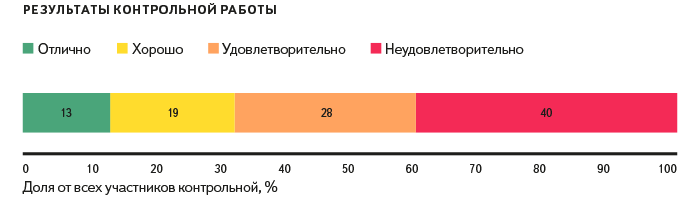 РЕЗУЛЬТАТЫ КОНТРОЛЬНОЙ РАБОТЫ
Отлично Хорошо Удовлетворительно Неудовлетворительно
13 19 28 40
0 10 20 30 40 50 60 70 80 90 100
Доля от всех участников контрольной, %